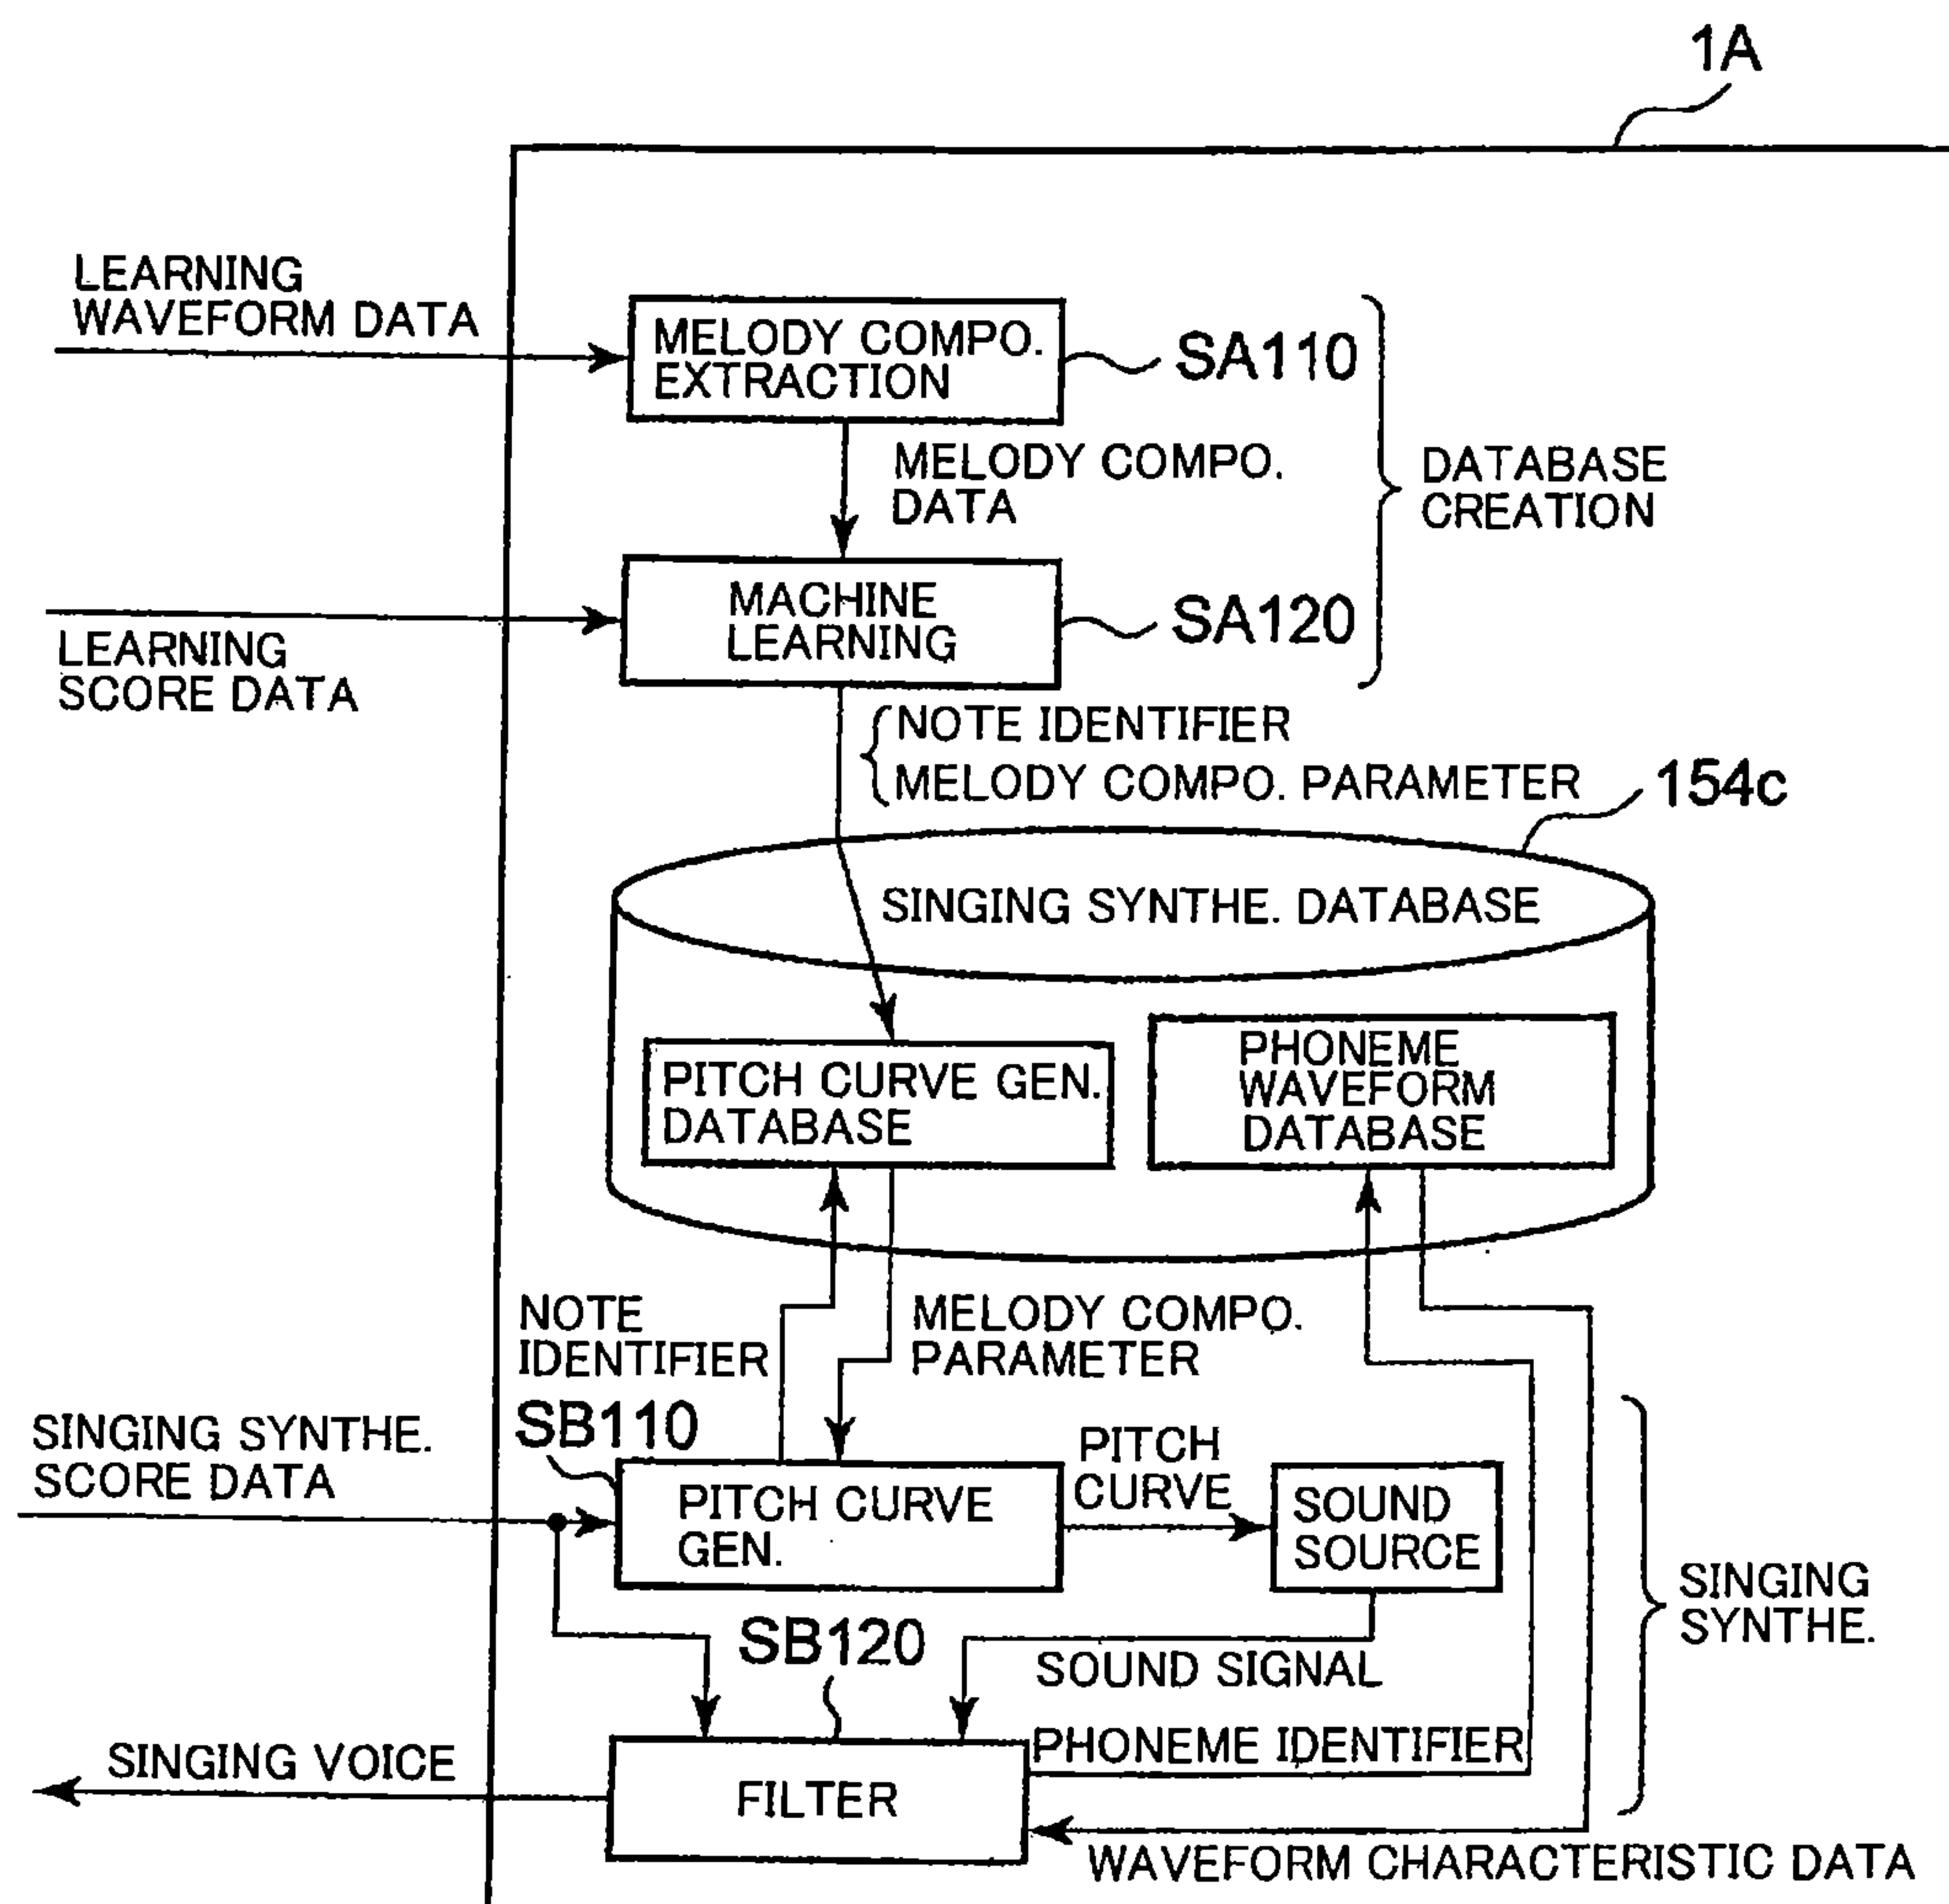 1A
LEARNING
WAVEFORM DATA
MELODY COMPO.
EXTRACTION
SA110
MELODY COMPO.
DATA
DATABASE
CREATION
MACHINE
LEARNING
SA120
LEARNING
SCORE DATA
NOTE IDENTIFIER
MELODY COMPO. PARAMETER
154c
SINGING SYNTHE. DATABASE
PITCH CURVE GEN.
DATABASE
PHONEME
WAVEFORM
DATABASE
NOTE
IDENTIFIER
MELODY COMPO.
PARAMETER
SINGING SYNTHE.
SCORE DATA
SB110
PITCH CURVE
GEN.
PITCH
CURVE
SOUND
SOURCE
SINGING
SYNTHE.
SB120
SOUND SIGNAL
SINGING VOICE
FILTER
PHONEME IDENTIFIER
WAVEFORM CHARACTERISTIC DATA